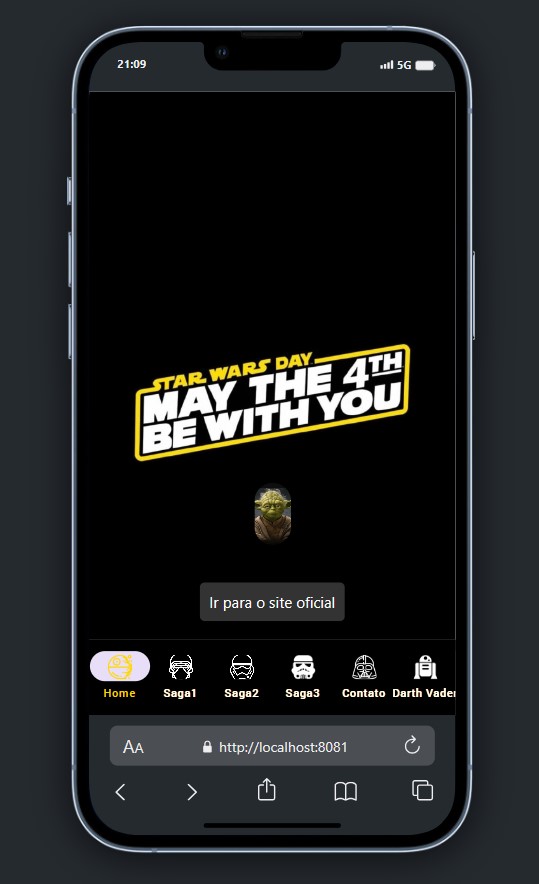 21:09
5G
STAR WARS DAY
MAY THE 4TH
BE WITH YOU
Ir para o site oficial
Home Saga1 Saga2 Saga3 Contato Darth Vader
AA http://localhost:8081